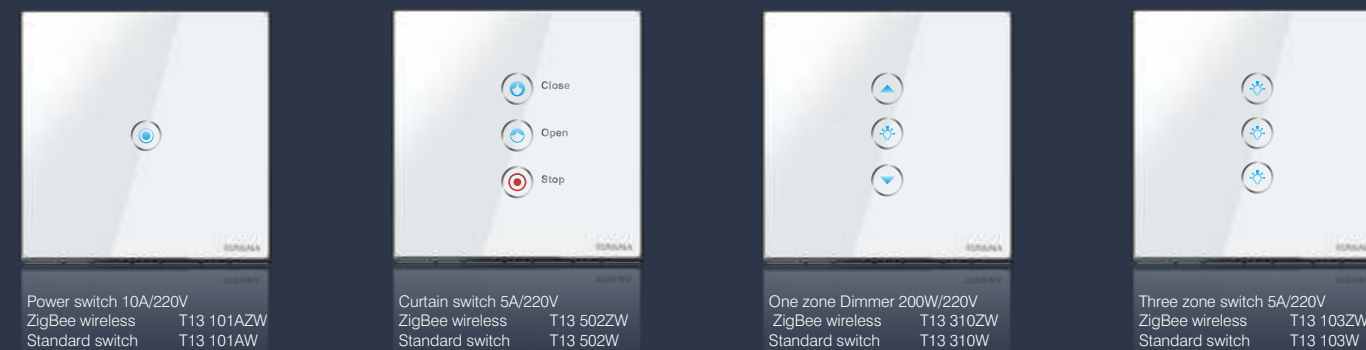 Close
Open
Stop
Power switch 10A/220V
ZigBee wireless T13 101AZW
Standard switch T13 101AW
Curtain switch 5A/220V
ZigBee wireless T13 502ZW
Standard switch T13 502W
One zone Dimmer 200W/220V
ZigBee wireless T13 310ZW
Standard switch T13 310W
Three zone switch 5A/220V
ZigBee wireless T13 103ZW
Standard switch T13 103W